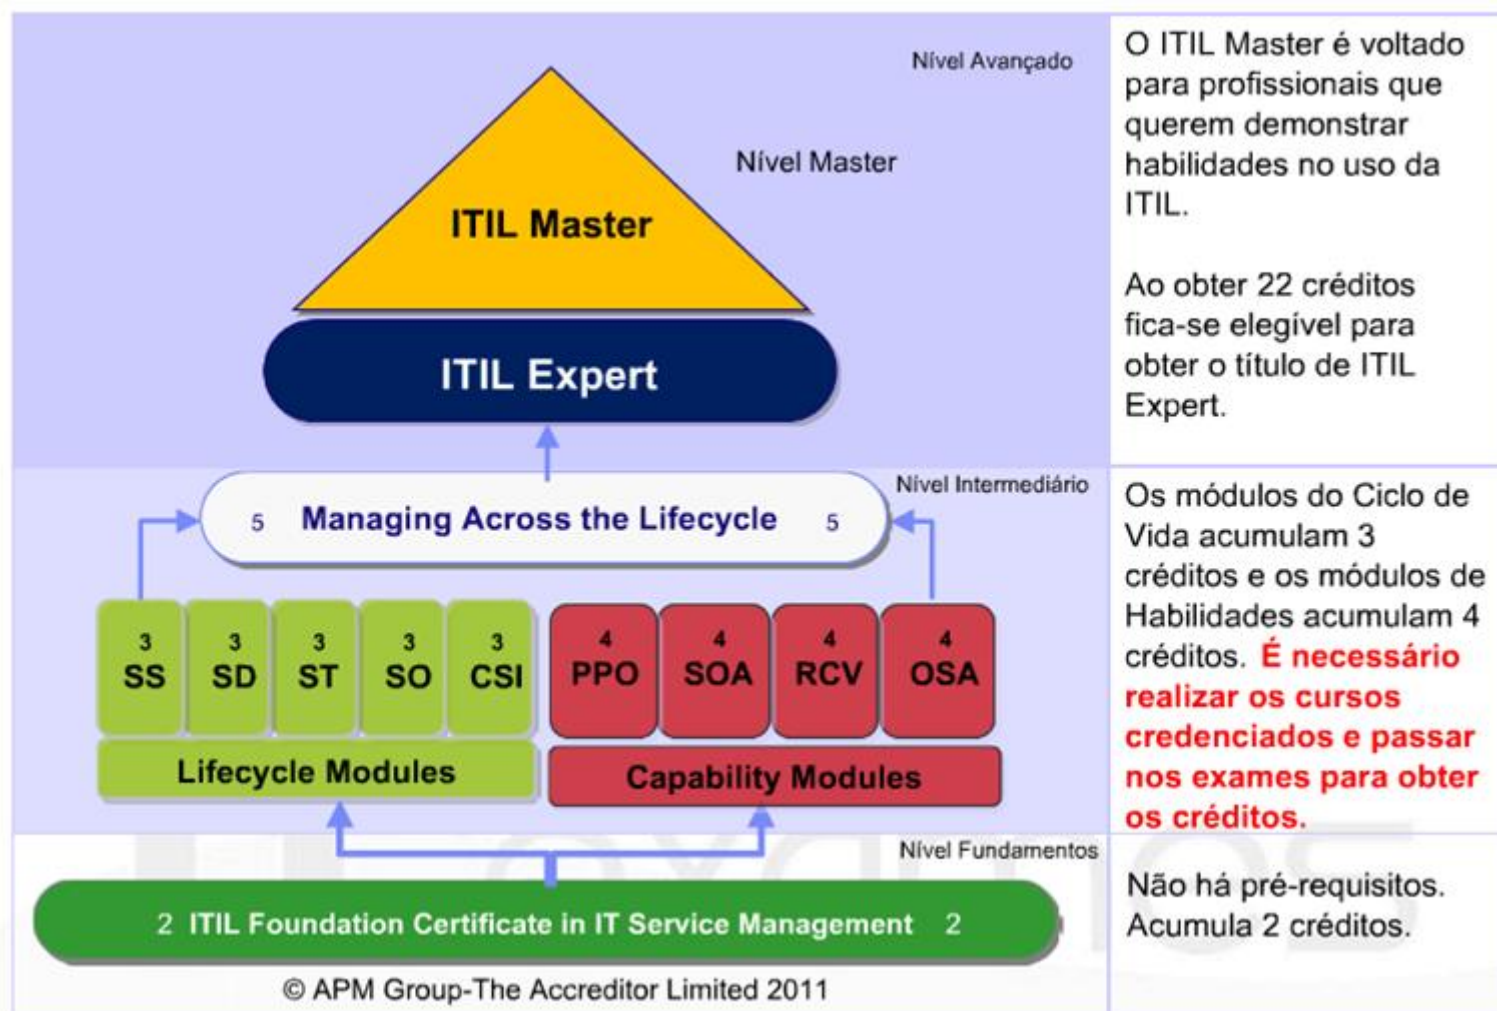 Nível Avançado
Nível Master
ITIL Master
ITIL Expert
O ITIL Master é voltado
para profissionais que
querem demonstrar
habilidades no uso da
ITIL.
Ao obter 22 créditos
fica-se elegível para
obter o título de ITIL
Expert.
Nível Intermediário
5 Managing Across the Lifecycle 5
3 3 3 3 3 4 4 4 4
SS SD ST SO CSI PPO SOA RCV OSA
Lifecycle Modules Capability Modules
Os módulos do Ciclo de
Vida acumulam 3
créditos e os módulos de
Habilidades acumulam 4
créditos. É necessário
realizar os cursos
credenciados e passar
nos exames para obter
os créditos.
Nível Fundamentos
2 ITIL Foundation Certificate in IT Service Management 2
© APM Group-The Accreditor Limited 2011
Não há pré-requisitos.
Acumula 2 créditos.